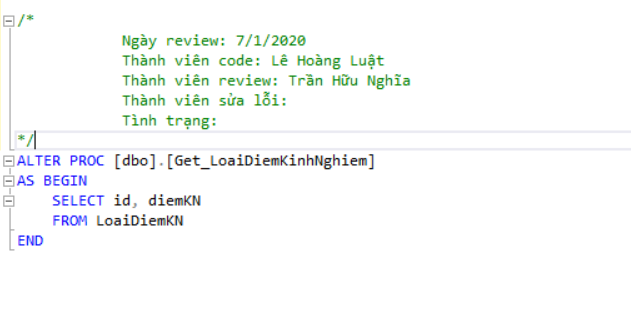 /*
Ngày review: 7/1/2020
Thành viên code: Lê Hoàng Luật
Thành viên review: Trần Hữu Nghĩa
Thành viên sửa lỗi:
Tình trạng:
*/
ALTER PROC [dbo].[Get_LoaiDiemKinhNghiem]
AS BEGIN
SELECT id, diemKN
FROM LoaiDiemKN
END